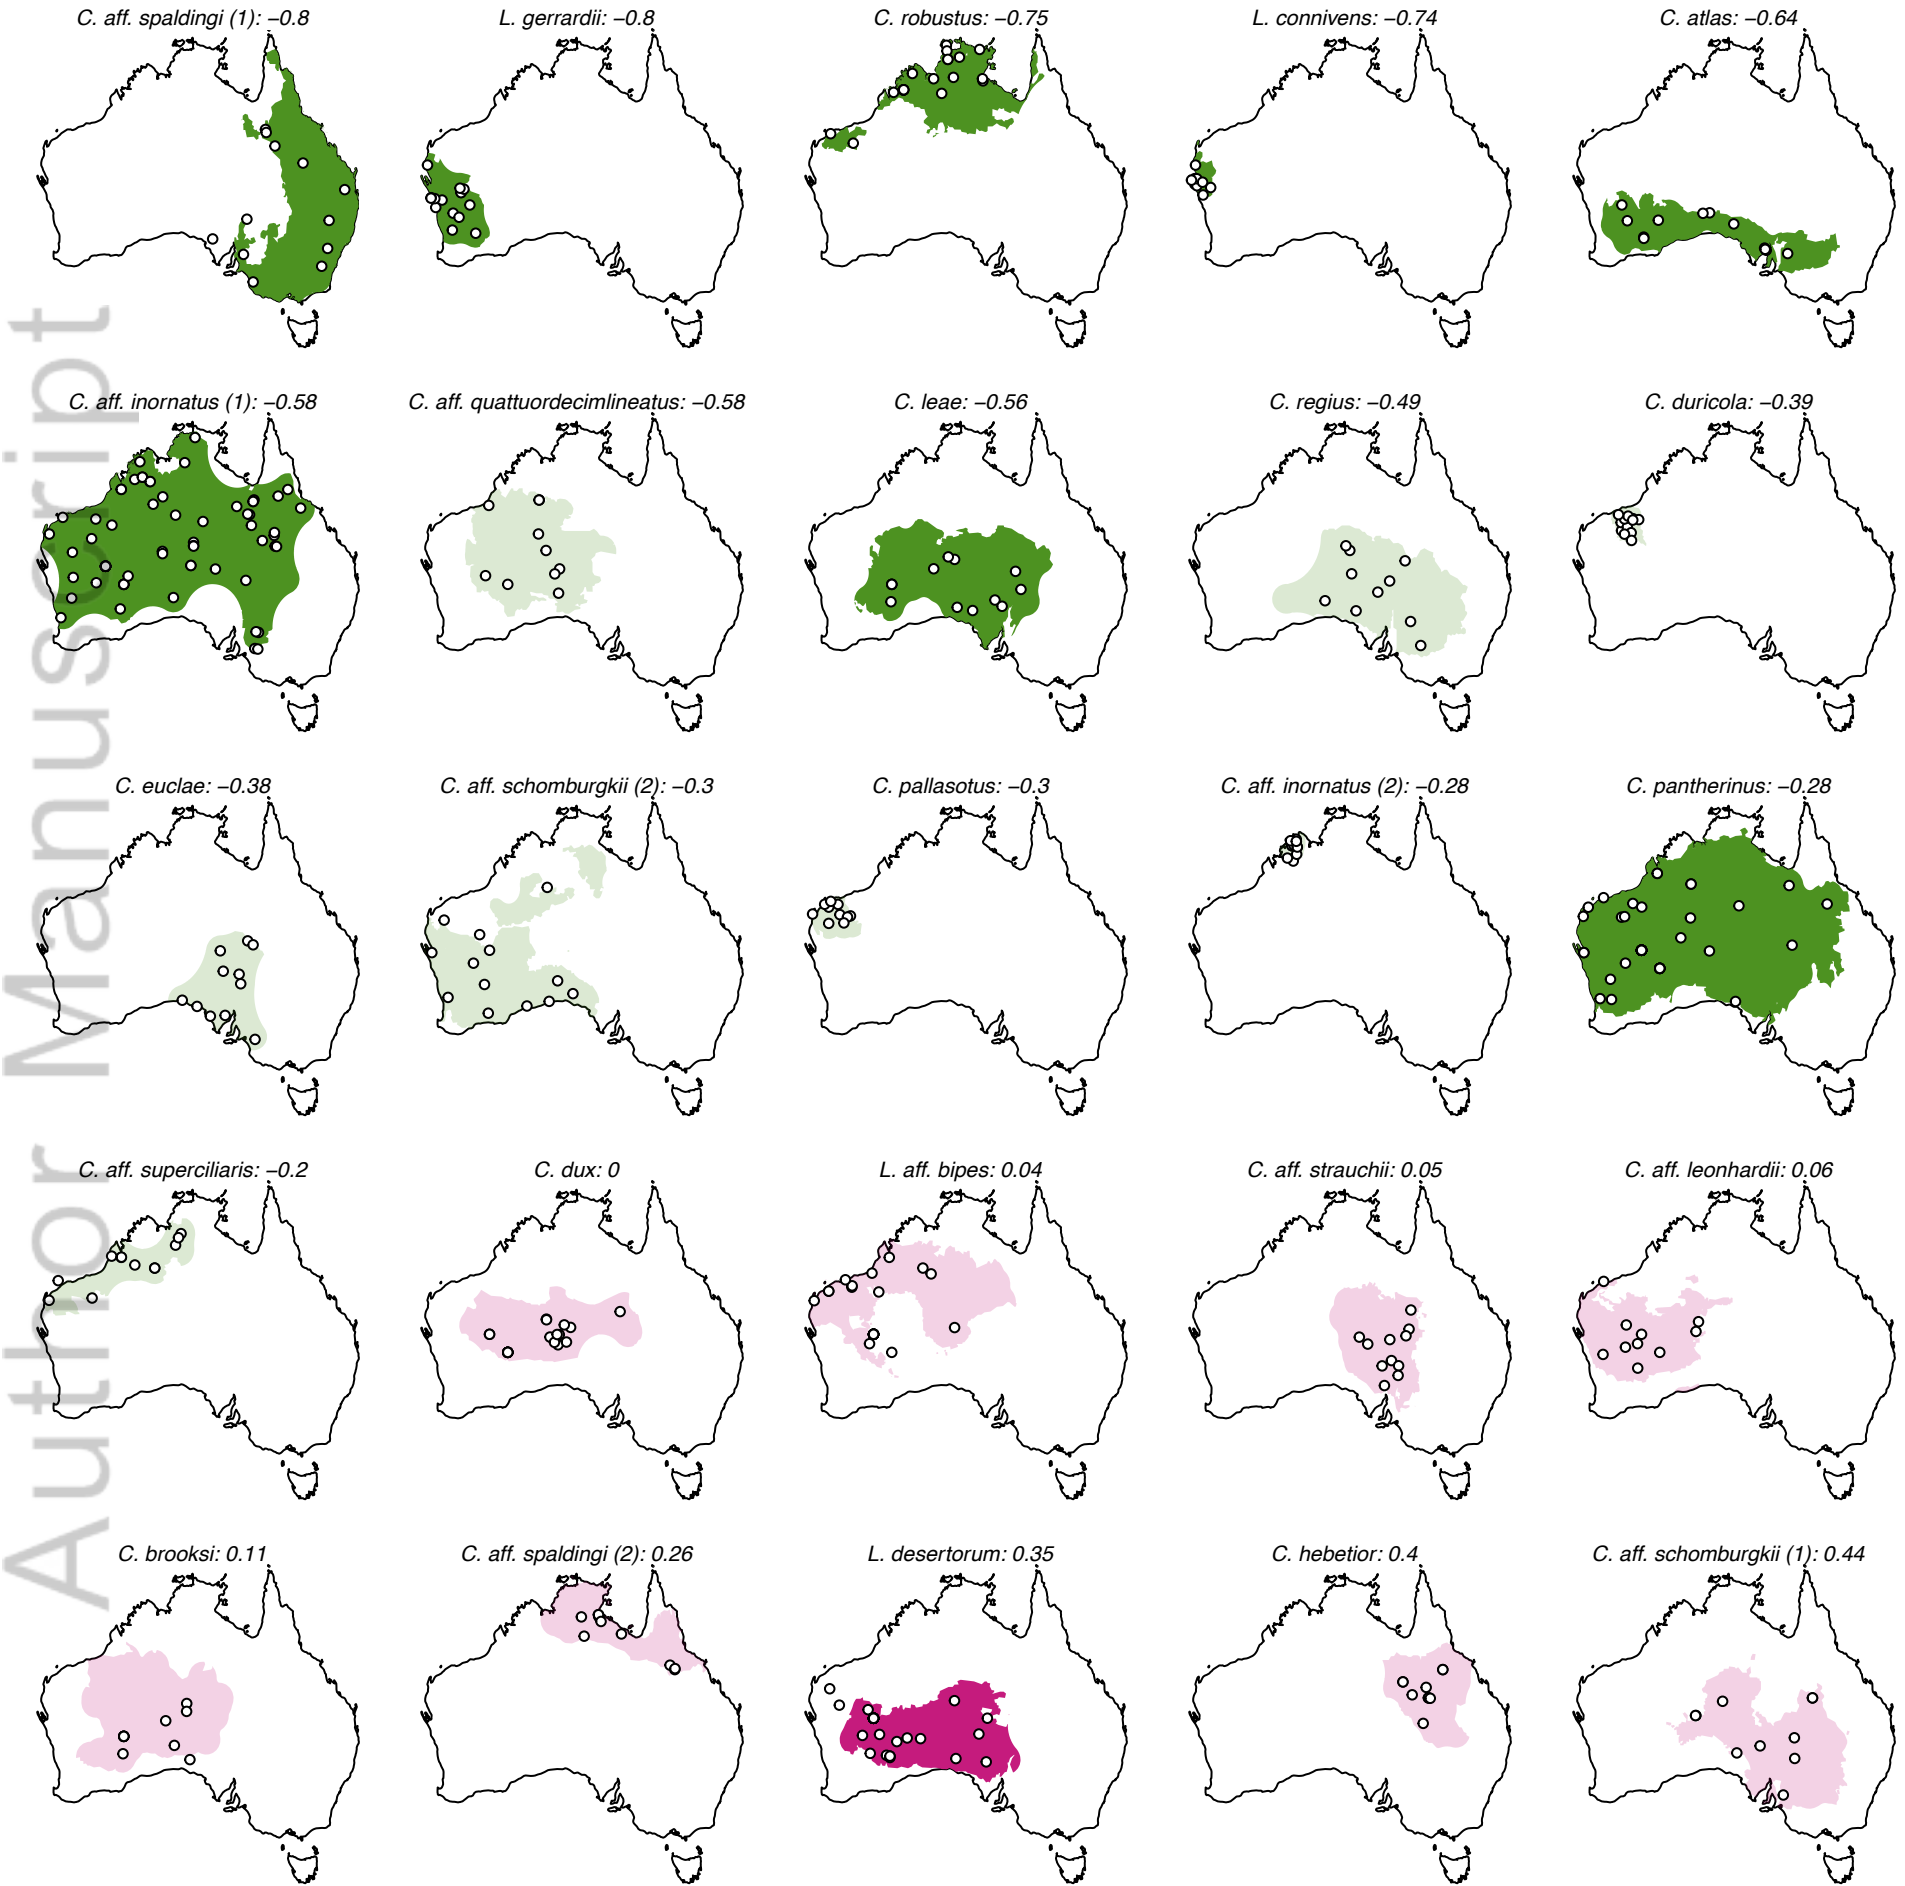 C. aff. spaldingi (1): −0.8
L. gerrardii: −0.8
C. robustus: −0.75
L. connivens: −0.74
C. atlas: −0.64
C. aff. inornatus (1): −0.58
C. aff. quattuordecimlineatus: −0.58
C. leae: −0.56
C. regius: −0.49
C. duricola: −0.39
C. euclae: −0.38
C. aff. schomburgkii (2): −0.3
C. pallasotus: −0.3
C. aff. inornatus (2): −0.28
C. pantherinus: −0.28
C. aff. superciliaris: −0.2
C. dux: 0
L. aff. bipes: 0.04
C. aff. strauchii: 0.05
C. aff. leonhardii: 0.06
C. brooksi: 0.11
C. aff. spaldingi (2): 0.26
L. desertorum: 0.35
C. hebetior: 0.4
C. aff. schomburgkii (1): 0.44
Author Manuscript